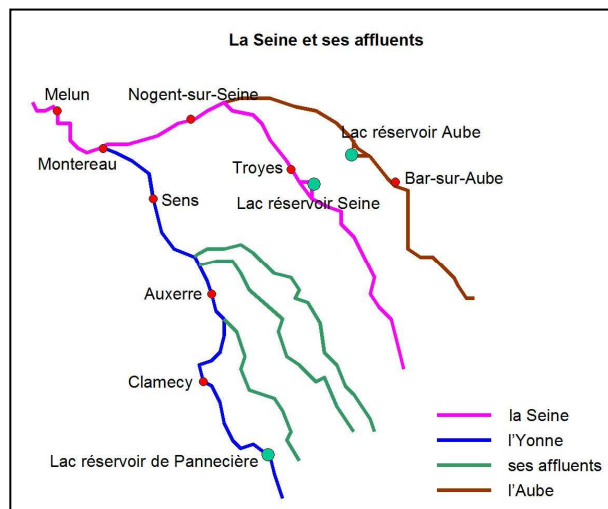 La Seine et ses affluents
Melun
Nogent-sur-Seine
Lac réservoir Aube
Montereau
Troyes
Bar-sur-Aube
Sens
Lac réservoir Seine
Auxerre
Clamecy
Lac réservoir de Pannecière
la Seine
l'Yonne
ses affluents
l'Aube